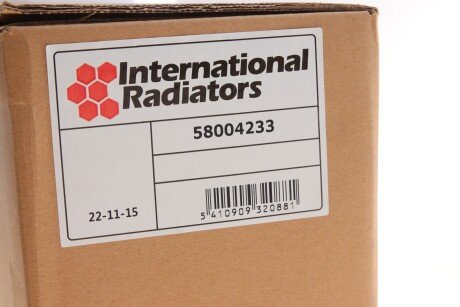 International
Radiators
58004233
22-11-15
5 410909 320881